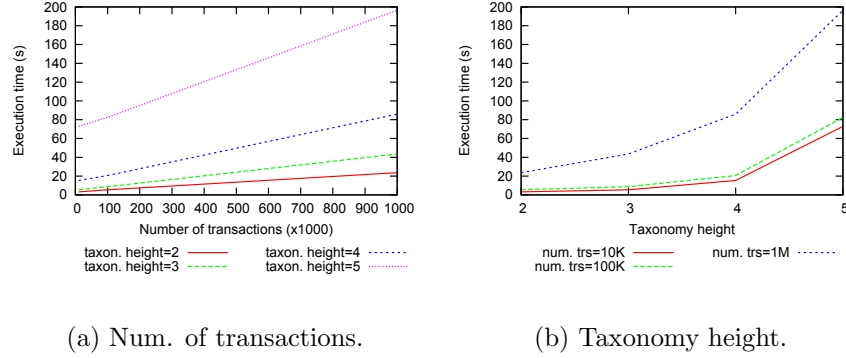 200
180
160
140
120
100
80
60
40
20
0
Execution time (s)
0 100 200 300 400 500 600 700 800 900 1000
Number of transactions (x1000)
taxon. height=2
taxon. height=3
taxon. height=4
taxon. height=5
(a) Num. of transactions.
200
180
160
140
120
100
80
60
40
20
0
Execution time (s)
2 3 4 5
Taxonomy height
num. trs=10K
num. trs=100K
num. trs=1M
(b) Taxonomy height.